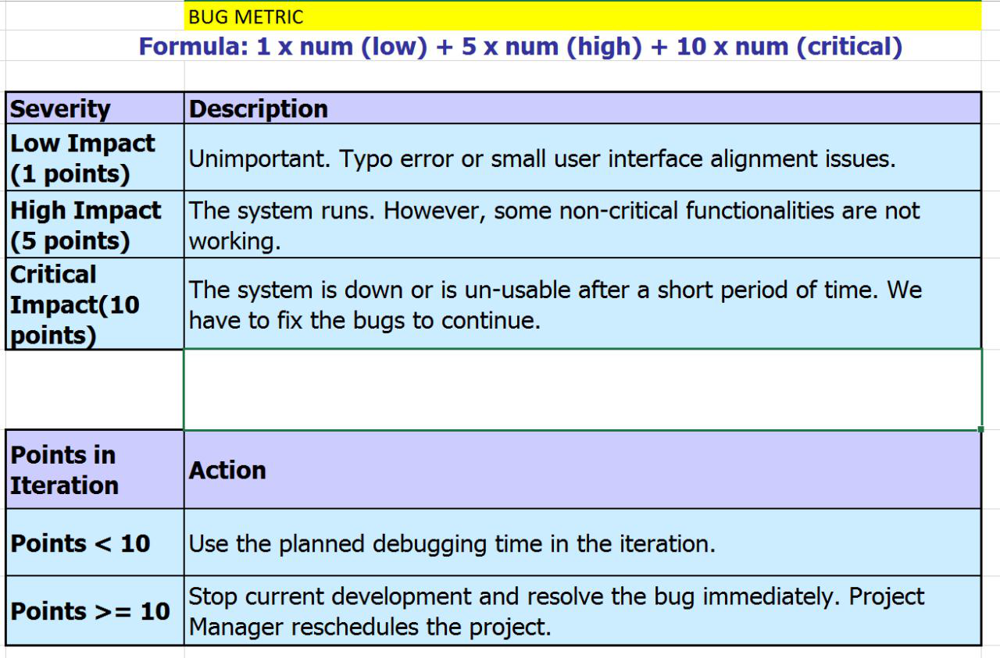 BUG METRIC
Formula: 1 x num (low) + 5 x num (high) + 10 x num (critical)
Severity
Description
Low Impact
(1 points)
Unimportant. Typo error or small user interface alignment issues.
High Impact
(5 points)
The system runs. However, some non-critical functionalities are not
working.
Critical
Impact(10
points)
The system is down or is un-usable after a short period of time. We
have to fix the bugs to continue.
Points in
Iteration
Action
Points < 10
Use the planned debugging time in the iteration.
Points >= 10
Stop current development and resolve the bug immediately. Project
Manager reschedules the project.